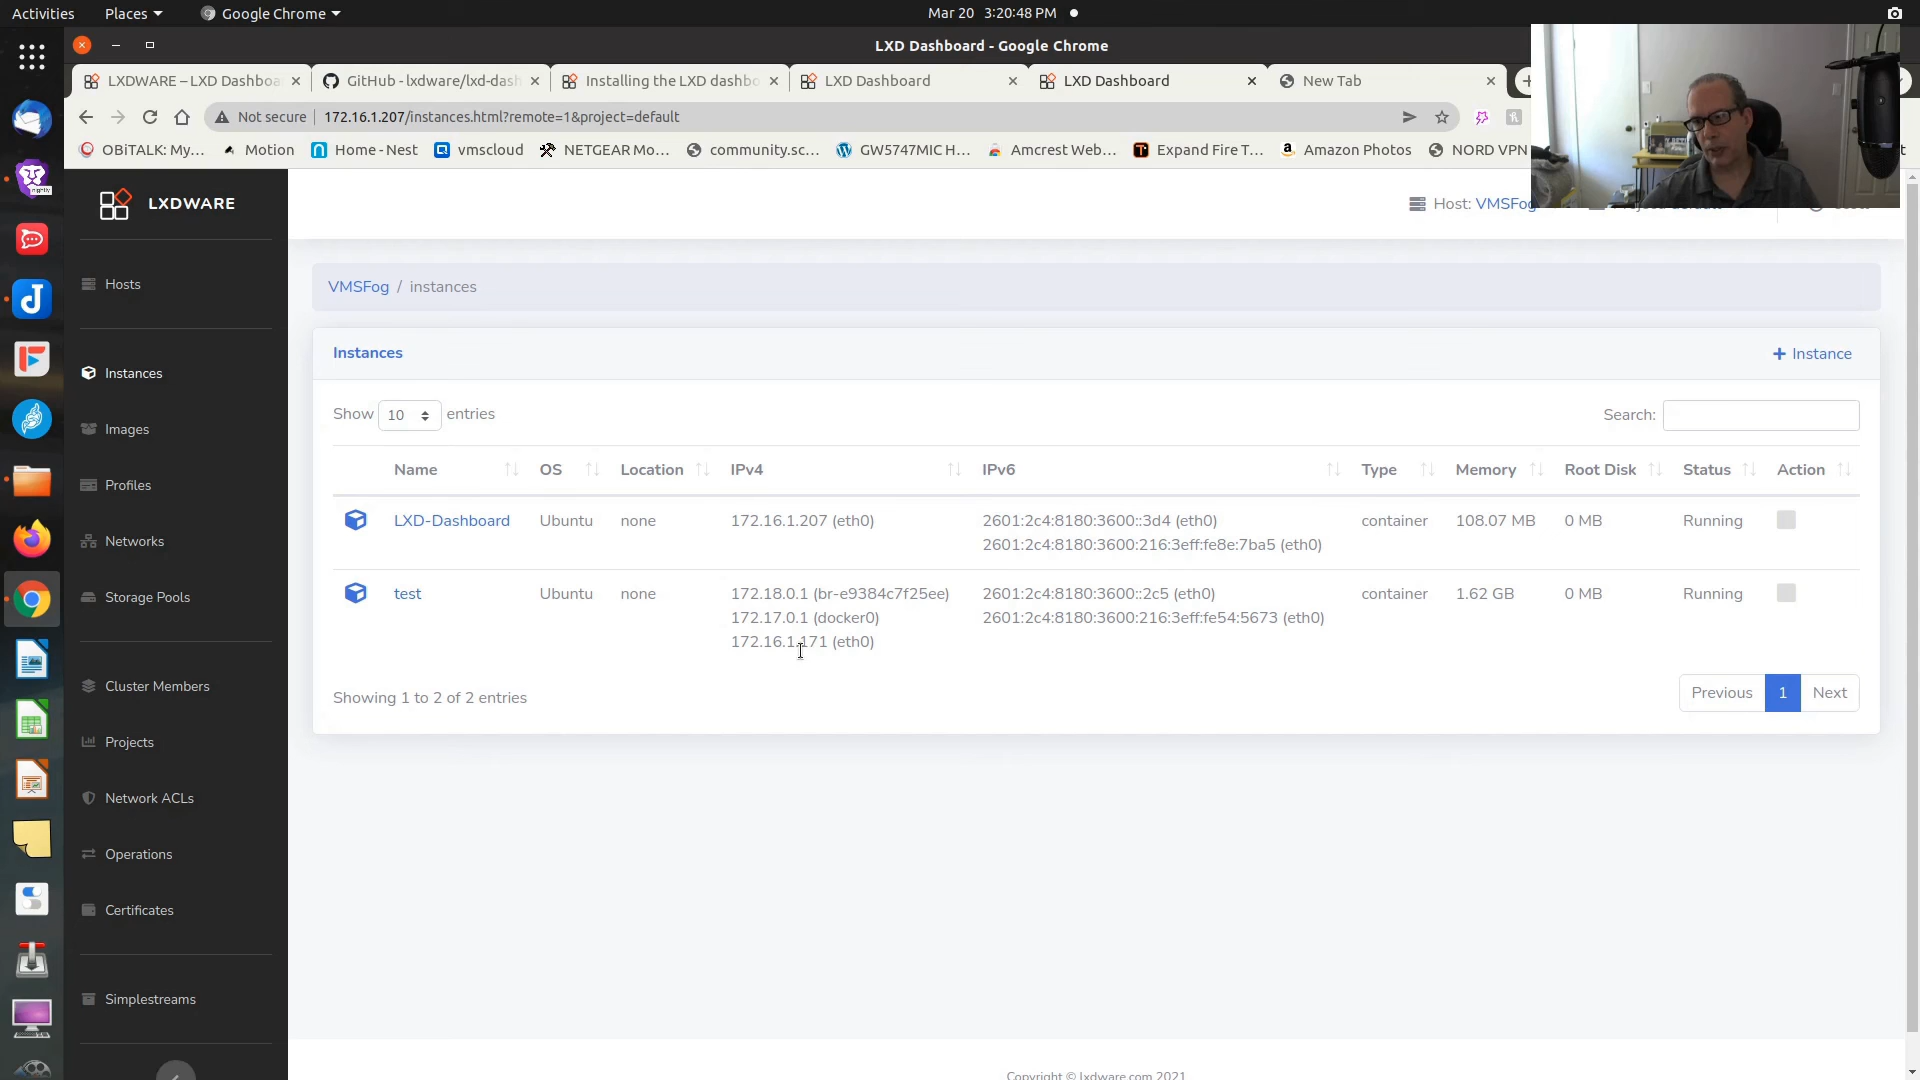 Activities Places Google Chrome Mar 20 3:20:48 PM
LXD Dashboard - Google Chrome
LXDWARE – LXD Dashboa
GitHub - lxdware/lxd-dash
Installing the LXD dashbo
LXD Dashboard
LXD Dashboard
New Tab
Not secure 172.16.1.207/instances.html?remote=1&project=default
OBiTALK: My... Motion Home - Nest vmscloud NETGEAR Mo... community.sc... GW5747MIC H... Amcrest Web... Expand Fire T... Amazon Photos NORD VPN
LXDWARE
Hosts
Instances
Images
Profiles
Networks
Storage Pools
Cluster Members
Projects
Network ACLs
Operations
Certificates
Simplestreams
Host: VMSFog
VMSFog / instances
Instances
+ Instance
Show 10 entries
Search:
Name OS Location IPv4 IPv6 Type Memory Root Disk Status Action
LXD-Dashboard Ubuntu none 172.16.1.207 (eth0) 2601:2c4:8180:3600::3d4 (eth0) container 108.07 MB 0 MB Running
2601:2c4:8180:3600:216:3eff:fe8e:7ba5 (eth0)
test Ubuntu none 172.18.0.1 (br-e9384c7f25ee) 2601:2c4:8180:3600::2c5 (eth0) container 1.62 GB 0 MB Running
172.17.0.1 (docker0) 2601:2c4:8180:3600:216:3eff:fe54:5673 (eth0)
172.16.1.171 (eth0)
Showing 1 to 2 of 2 entries
Previous 1 Next
Copyright © lxdware.com 2021